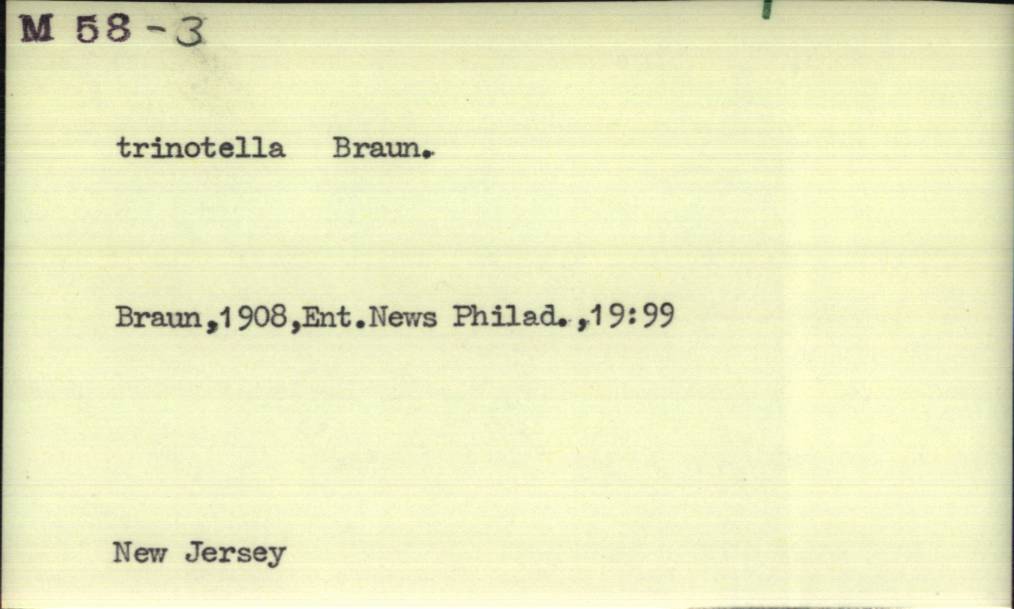 M 58-3
trinotella Braun.
Braun,1908,Ent.News Philad.,19:99
New Jersey